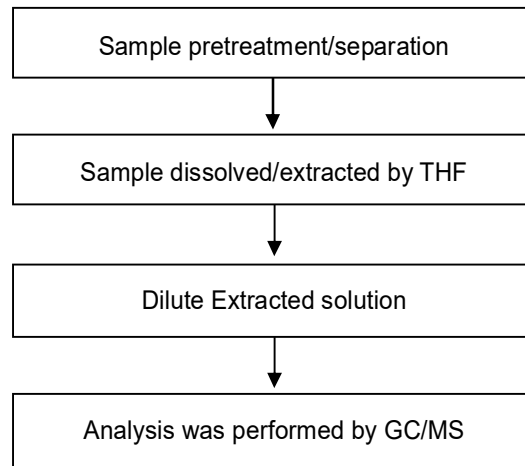 Sample pretreatment/separation
Sample dissolved/extracted by THF
Dilute Extracted solution
Analysis was performed by GC/MS